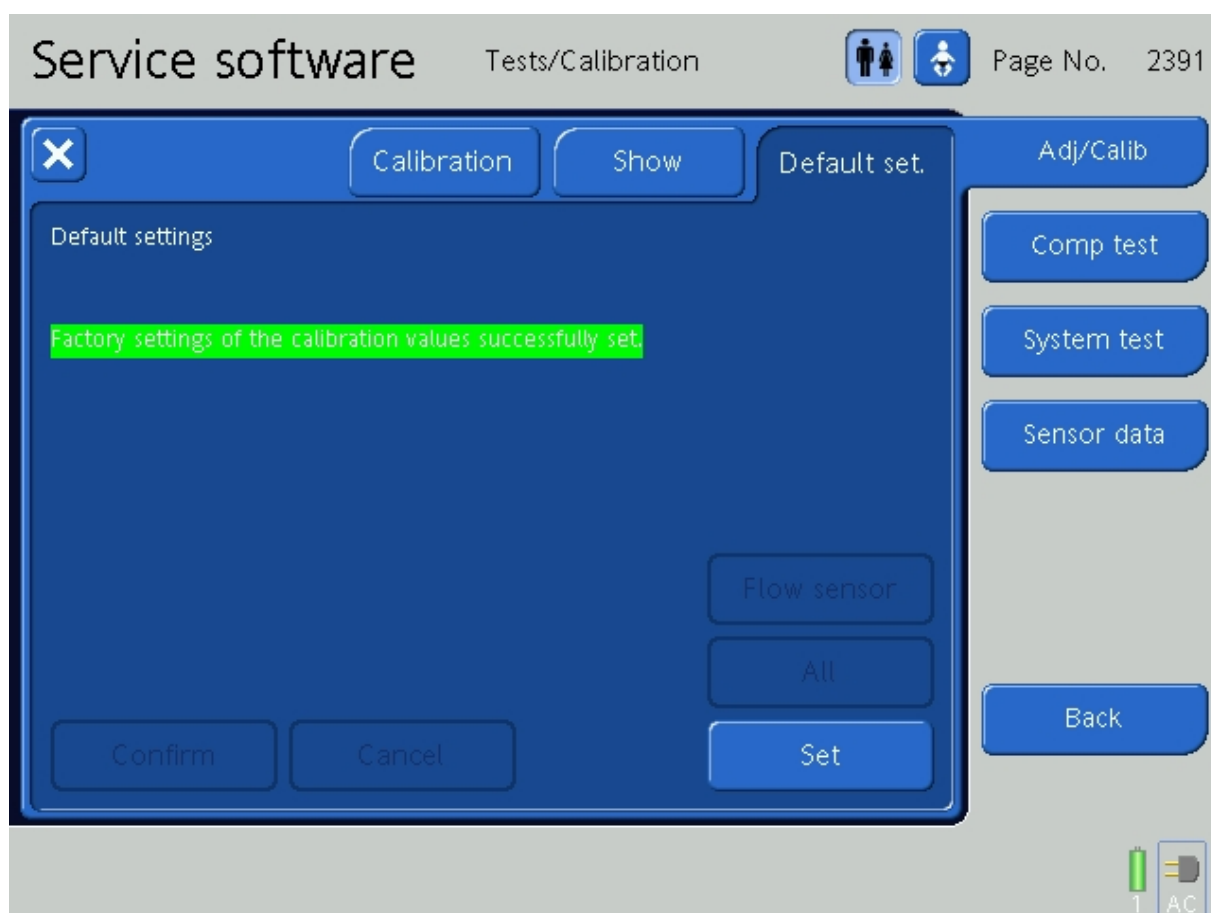 Service software Tests/Calibration Page No. 2391
Calibration Show Default set. Adj/Calib
Default settings
Comp test
Factory settings of the calibration values successfully set.
System test
Sensor data
Flow sensor
All
Back
Confirm Cancel Set
1 AC